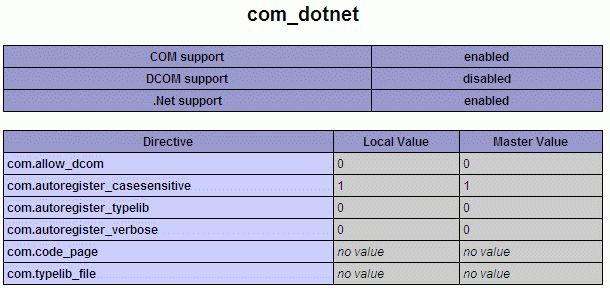 com_dotnet
COM support enabled
DCOM support disabled
.Net support enabled
Directive Local Value Master Value
com.allow_dcom 0 0
com.autoregister_casesensitive 1 1
com.autoregister_typelib 0 0
com.autoregister_verbose 0 0
com.code_page no value no value
com.typelib_file no value no value